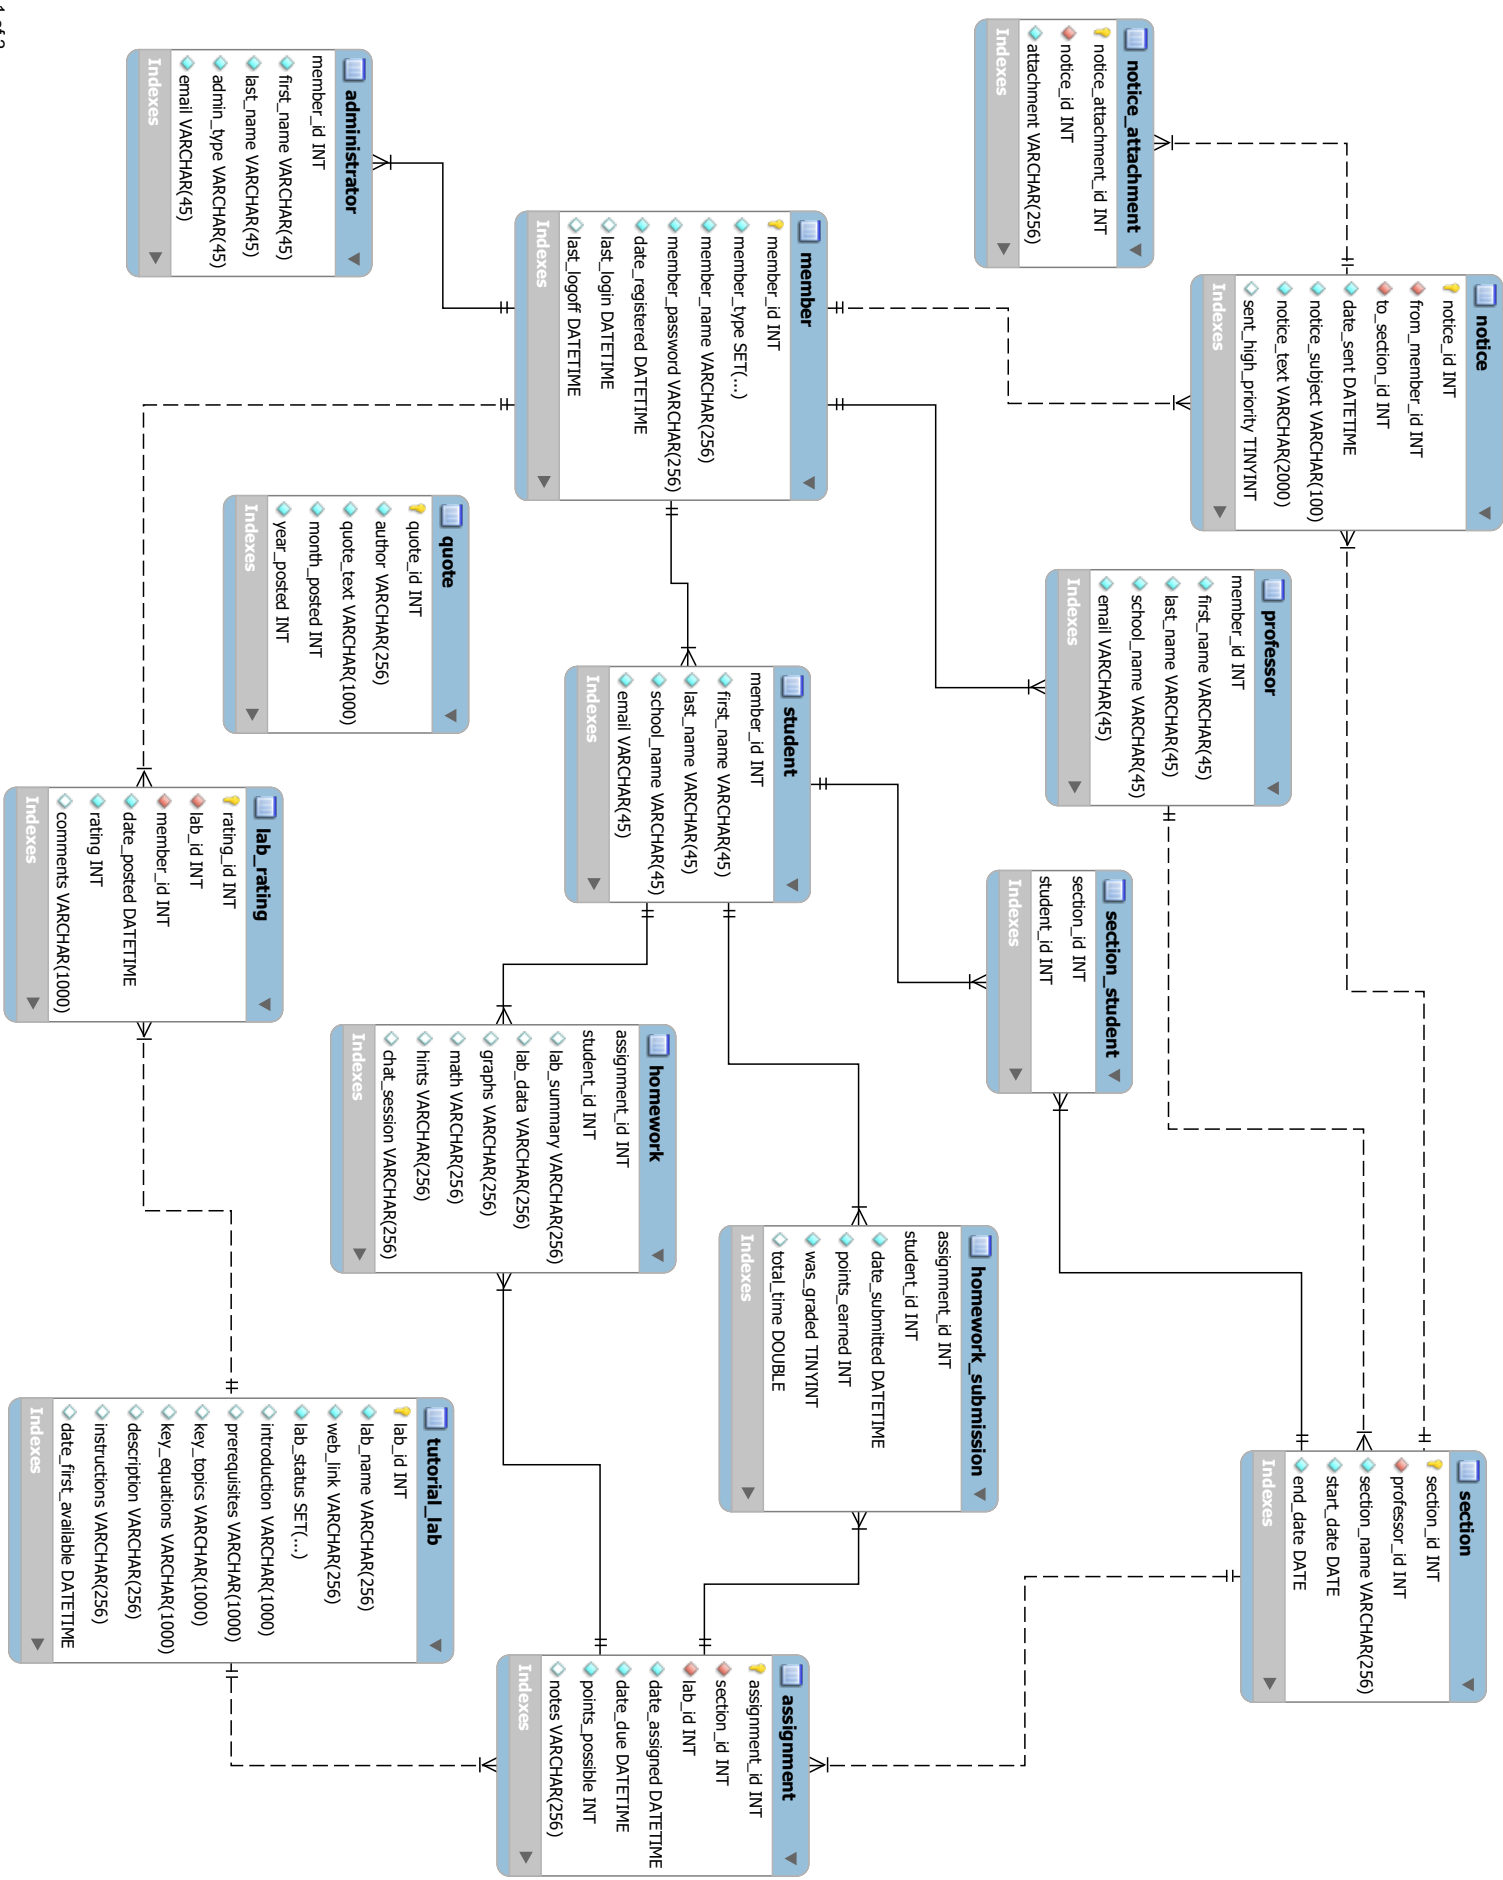 notice_attachment
notice_attachment_id INT
notice_id INT
attachment VARCHAR(256)
Indexes
notice
notice_id INT
from_member_id INT
to_section_id INT
date_sent DATETIME
notice_subject VARCHAR(100)
notice_text VARCHAR(2000)
sent_high_priority TINYINT
Indexes
professor
member_id INT
first_name VARCHAR(45)
last_name VARCHAR(45)
school_name VARCHAR(45)
email VARCHAR(45)
Indexes
section_student
section_id INT
student_id INT
Indexes
section
section_id INT
professor_id INT
section_name VARCHAR(256)
start_date DATE
end_date DATE
Indexes
member
member_id INT
member_type SET(...)
member_name VARCHAR(256)
member_password VARCHAR(256)
date_registered DATETIME
last_login DATETIME
last_logoff DATETIME
Indexes
student
member_id INT
first_name VARCHAR(45)
last_name VARCHAR(45)
school_name VARCHAR(45)
email VARCHAR(45)
Indexes
homework_submission
assignment_id INT
student_id INT
date_submitted DATETIME
points_earned INT
was_graded TINYINT
total_time DOUBLE
Indexes
assignment
assignment_id INT
section_id INT
lab_id INT
date_assigned DATETIME
date_due DATETIME
points_possible INT
notes VARCHAR(256)
Indexes
homework
assignment_id INT
student_id INT
lab_summary VARCHAR(256)
lab_data VARCHAR(256)
graphs VARCHAR(256)
math VARCHAR(256)
hints VARCHAR(256)
chat_session VARCHAR(256)
Indexes
administrator
member_id INT
first_name VARCHAR(45)
last_name VARCHAR(45)
admin_type VARCHAR(45)
email VARCHAR(45)
Indexes
quote
quote_id INT
author VARCHAR(256)
quote_text VARCHAR(1000)
month_posted INT
year_posted INT
Indexes
lab_rating
rating_id INT
lab_id INT
member_id INT
date_posted DATETIME
rating INT
comments VARCHAR(1000)
Indexes
tutorial_lab
lab_id INT
lab_name VARCHAR(256)
web_link VARCHAR(256)
lab_status SET(...)
introduction VARCHAR(1000)
prerequisites VARCHAR(1000)
key_topics VARCHAR(1000)
key_equations VARCHAR(1000)
description VARCHAR(256)
instructions VARCHAR(256)
date_first_available DATETIME
Indexes